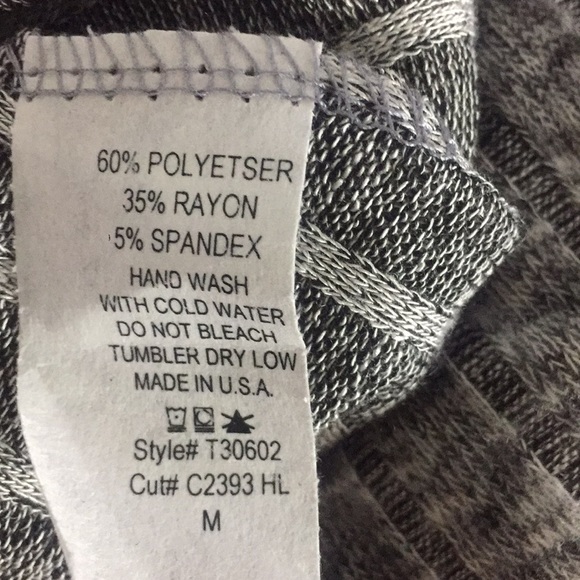 60% POLYETSER
35% RAYON
5% SPANDEX
HAND WASH
WITH COLD WATER
DO NOT BLEACH
TUMBLER DRY LOW
MADE IN U.S.A.
Style# T30602
Cut# C2393 HL
M